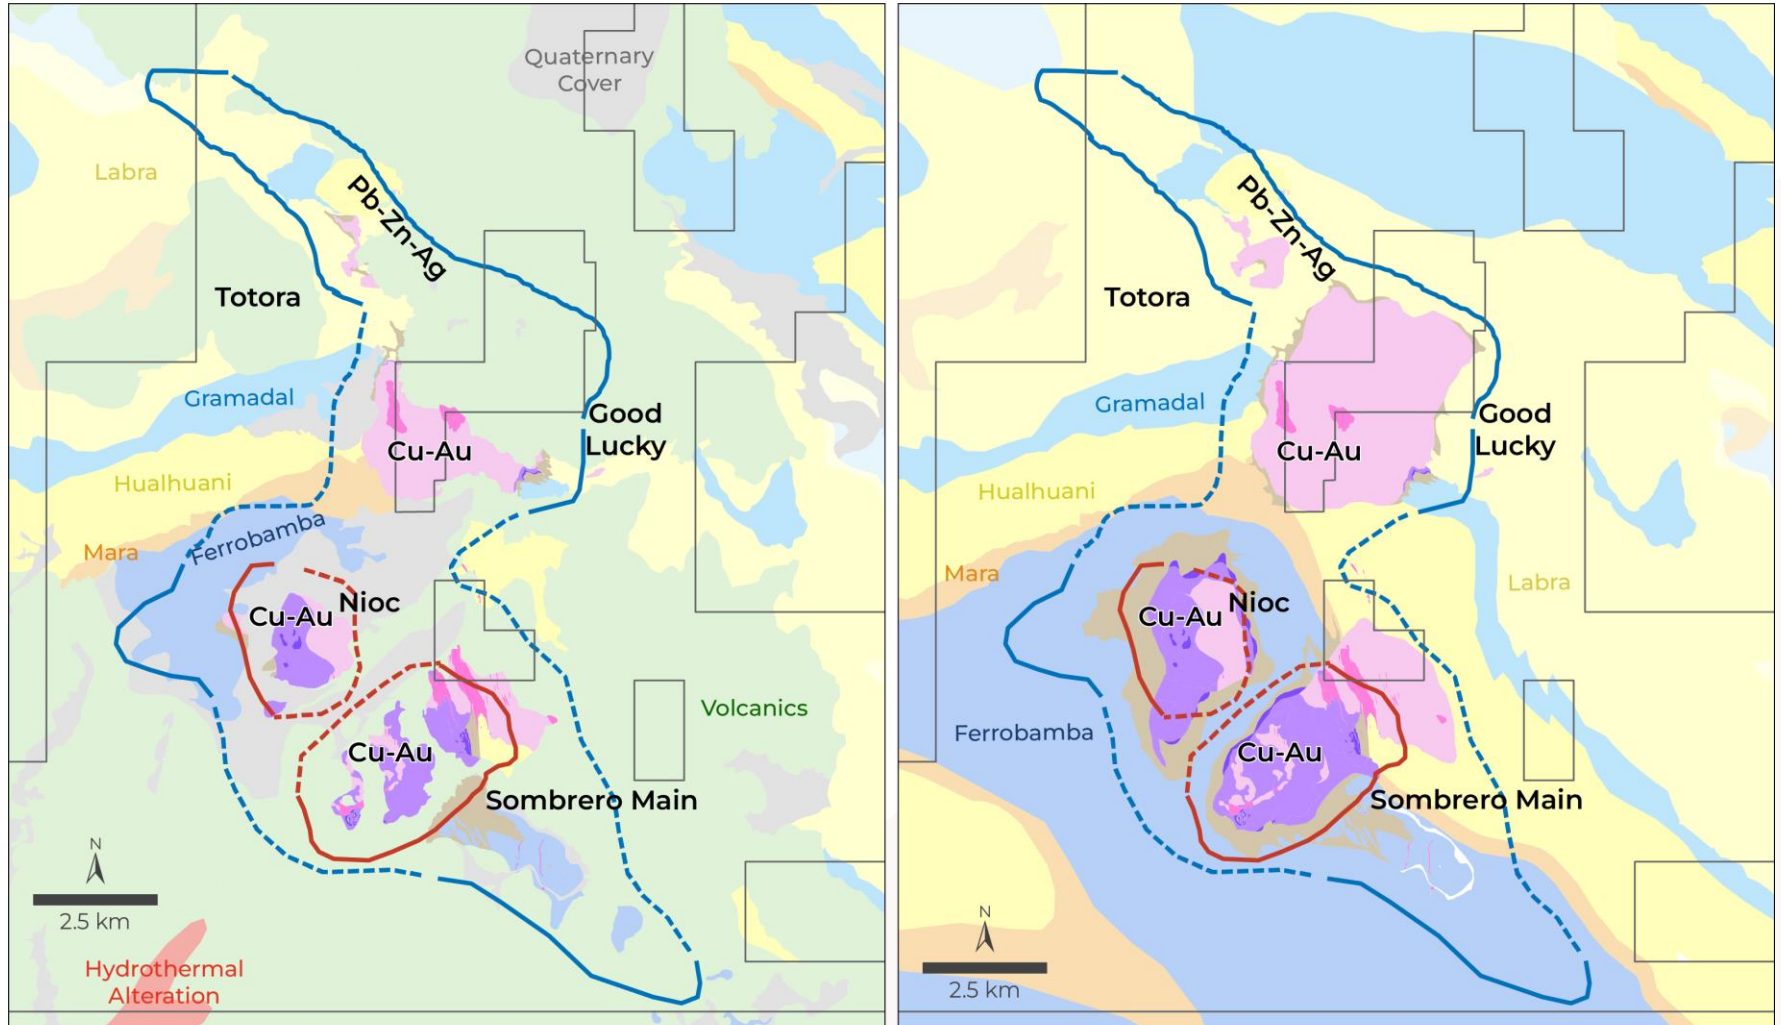 Quaternary
Cover
Labra
Pb-Zn-Ag
Totora
Gramadal
Good
Lucky
Cu-Au
Hualhuani
Ferrobamba
Mara
Cu-Au
Nioc
Volcanics
Cu-Au
Sombrero Main
N
2.5 km
Hydrothermal
Alteration
Pb-Zn-Ag
Totora
Gramadal
Good
Lucky
Cu-Au
Hualhuani
Mara
Labra
Cu-Au
Nioc
Ferrobamba
Cu-Au
Sombrero Main
N
2.5 km